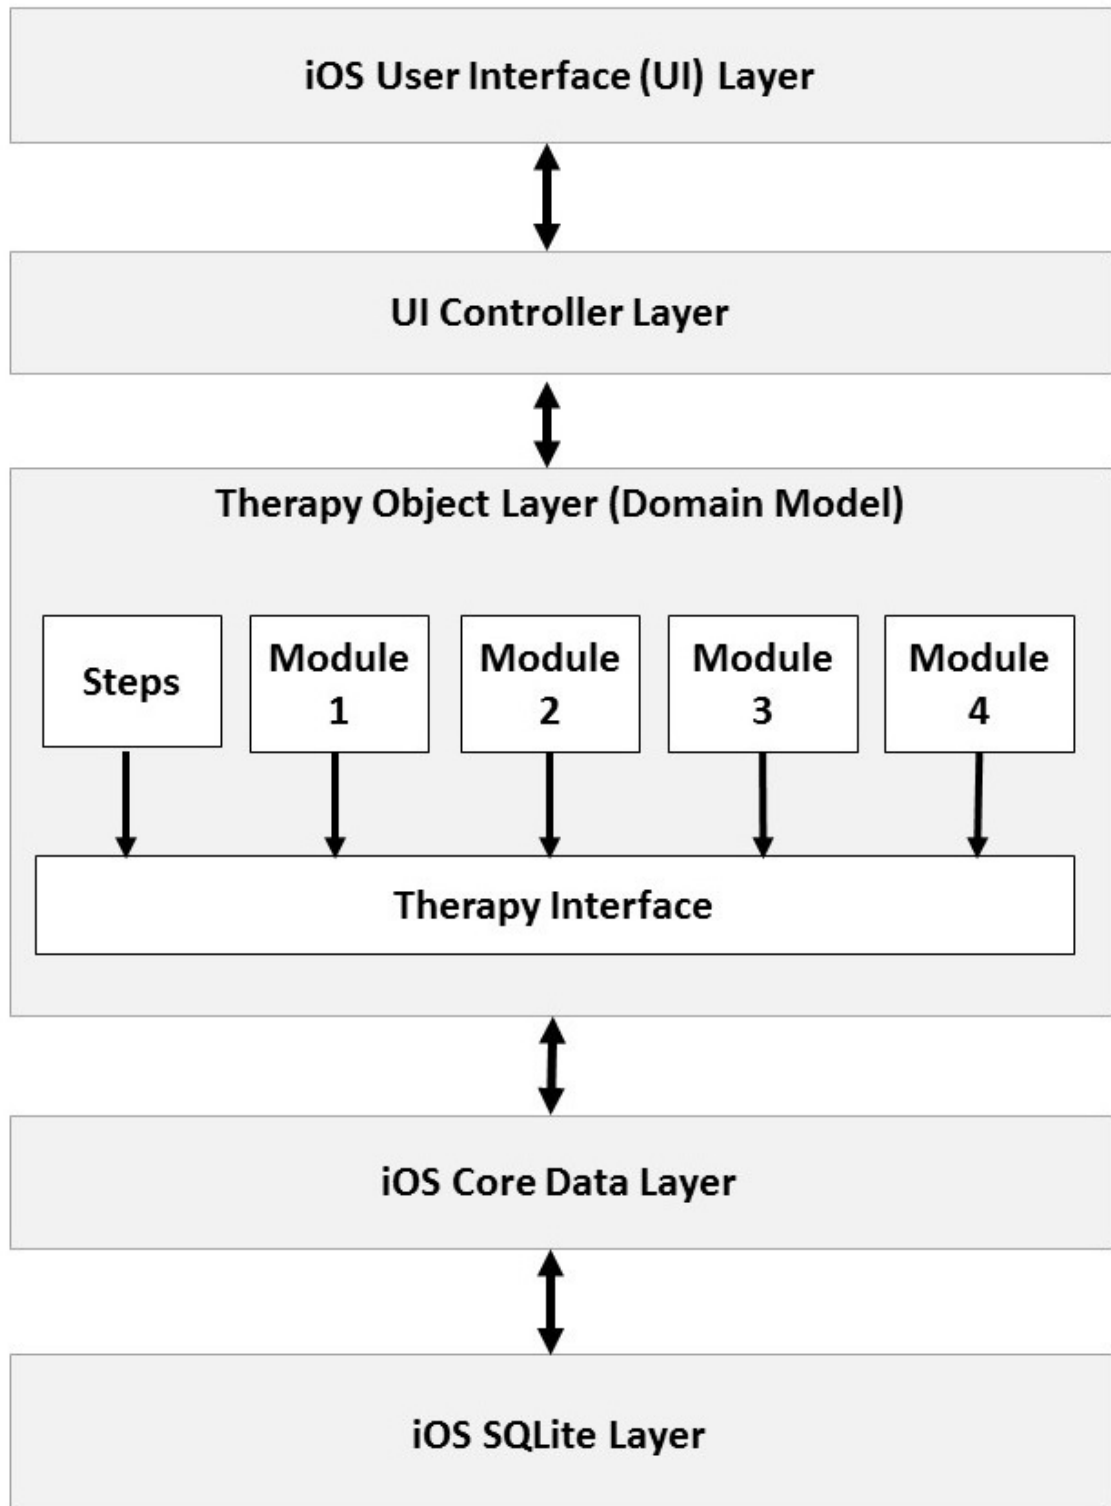 iOS User Interface (UI) Layer
UI Controller Layer
Therapy Object Layer (Domain Model)
Steps
Module
1
Module
2
Module
3
Module
4
Therapy Interface
iOS Core Data Layer
iOS SQLite Layer